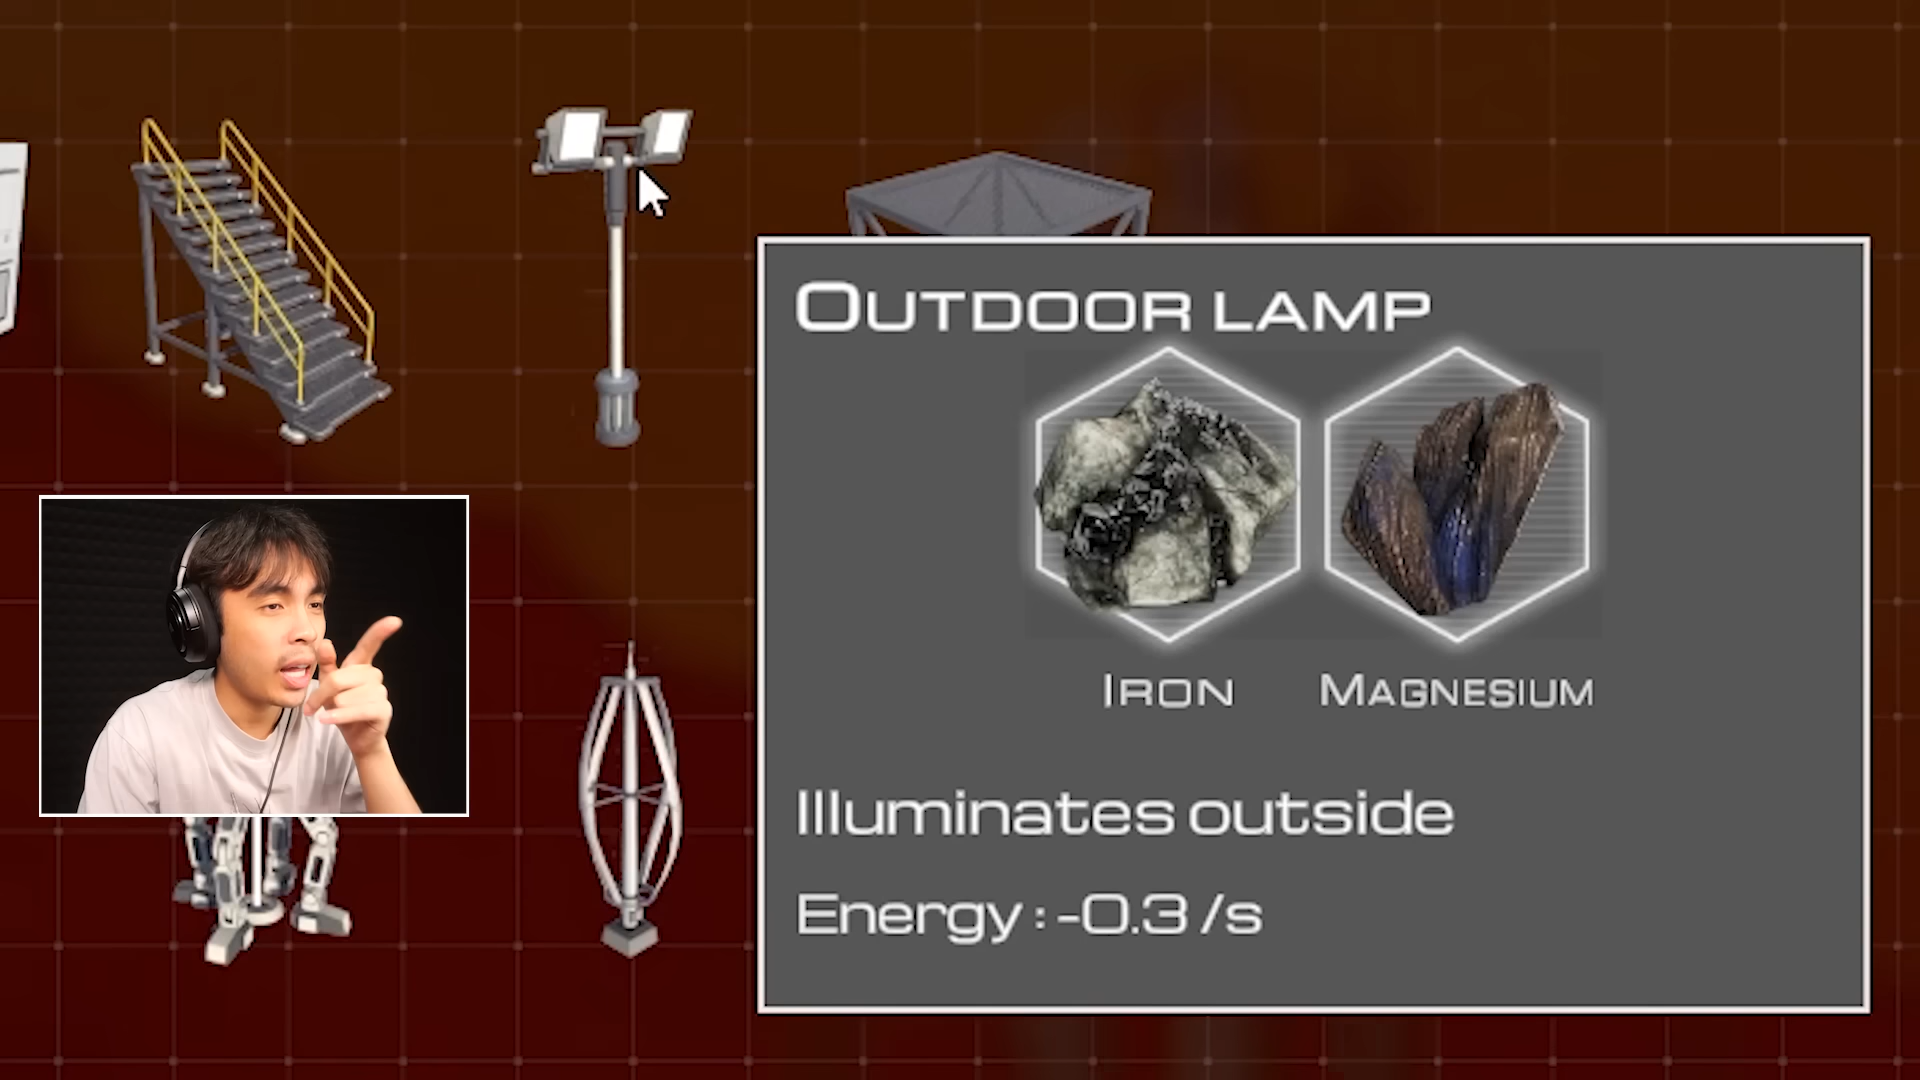 OUTDOOR LAMP
IRON MAGNESIUM
Illuminates outside
Energy : -0.3 /s